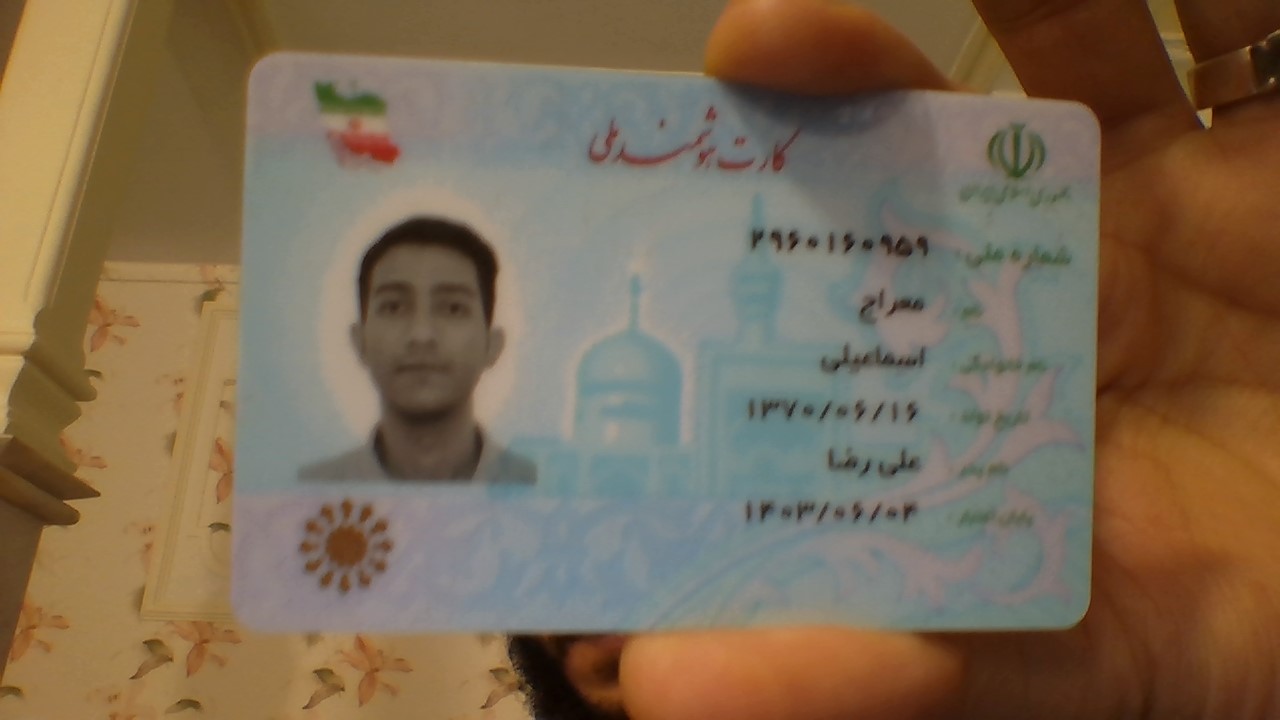 کارت هوشمند ملی
جمهوری اسلامی ایران
شماره ملی: ۲۹۶۰۱۶۰۹۵۹
نام: معراج
نام خانوادگی: اسماعیلی
تاریخ تولد: ۱۳۷۰/۰۶/۱۶
نام پدر: علی رضا
پایان اعتبار: ۱۴۰۳/۰۶/۰۴